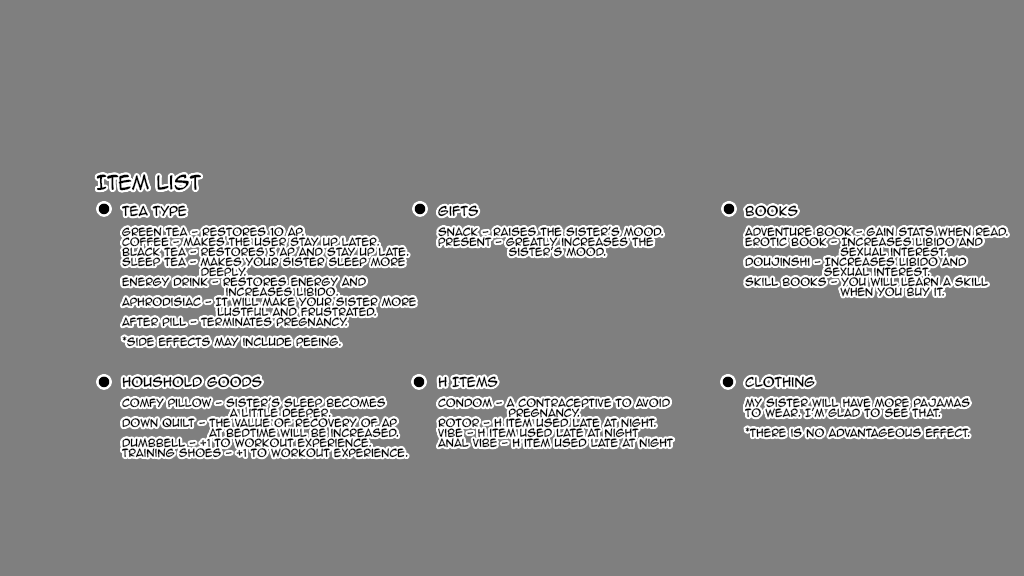 ITEM LIST
TEA TYPE
GREEN TEA - RESTORES 10 AP.
COFFEE - MAKES THE USER STAY UP LATER.
BLACK TEA - RESTORES 5 AP AND STAY UP LATE.
SLEEP TEA - MAKES YOUR SISTER SLEEP MORE
DEEPLY.
ENERGY DRINK - RESTORES ENERGY AND
INCREASES LIBIDO.
APHRODISIAC - IT WILL MAKE YOUR SISTER MORE
LUSTFUL AND FRUSTRATED.
AFTER PILL - TERMINATES PREGNANCY.
*SIDE EFFECTS MAY INCLUDE PEEING.
GIFTS
SNACK - RAISES THE SISTER'S MOOD.
PRESENT - GREATLY INCREASES THE
SISTER'S MOOD.
BOOKS
ADVENTURE BOOK - GAIN STATS WHEN READ.
EROTIC BOOK - INCREASES LIBIDO AND
SEXUAL INTEREST.
DOUJINSHI - INCREASES LIBIDO AND
SEXUAL INTEREST.
SKILL BOOKS - YOU WILL LEARN A SKILL
WHEN YOU BUY IT.
HOUSHOLD GOODS
COMFY PILLOW - SISTER'S SLEEP BECOMES
A LITTLE DEEPER.
DOWN QUILT - THE VALUE OF RECOVERY OF AP
AT BEDTIME WILL BE INCREASED.
DUMBBELL - +1 TO WORKOUT EXPERIENCE.
TRAINING SHOES - +1 TO WORKOUT EXPERIENCE.
H ITEMS
CONDOM - A CONTRACEPTIVE TO AVOID
PREGNANCY.
ROTOR - H ITEM USED LATE AT NIGHT.
VIBE - H ITEM USED LATE AT NIGHT
ANAL VIBE - H ITEM USED LATE AT NIGHT
CLOTHING
MY SISTER WILL HAVE MORE PAJAMAS
TO WEAR. I'M GLAD TO SEE THAT.
*THERE IS NO ADVANTAGEOUS EFFECT.